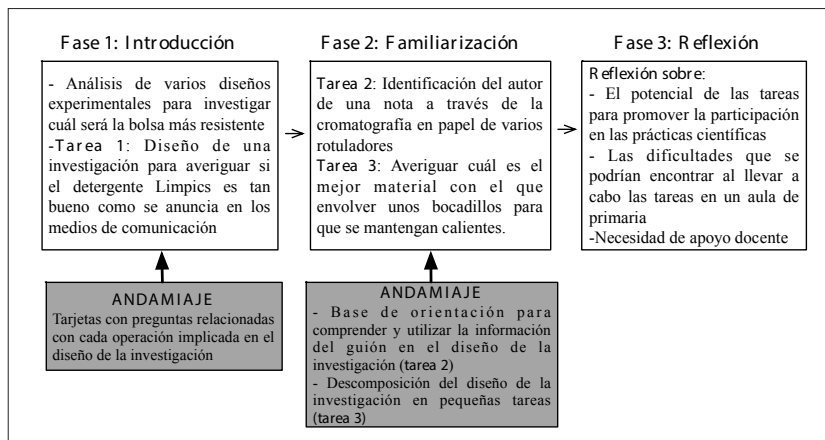 Fase 1: Introducción
- Análisis de varios diseños
experimentales para investigar
cuál será la bolsa más resistente
-Tarea 1: Diseño de una
investigación para averiguar si
el detergente Limpics es tan
bueno como se anuncia en los
medios de comunicación
ANDAMIAJE
Tarjetas con preguntas relacionadas
con cada operación implicada en el
diseño de la investigación
Fase 2: Familiarización
Tarea 2: Identificación del autor
de una nota a través de la
cromatografía en papel de varios
rotuladores
Tarea 3: Averiguar cuál es el
mejor material con el que
envolver unos bocadillos para
que se mantengan calientes.
ANDAMIAJE
- Base de orientación para
comprender y utilizar la información
del guión en el diseño de la
investigación (tarea 2)
- Descomposición del diseño de la
investigación en pequeñas tareas
(tarea 3)
Fase 3: Reflexión
Reflexión sobre:
- El potencial de las tareas
para promover la participación
en las prácticas científicas
- Las dificultades que se
podrían encontrar al llevar a
cabo las tareas en un aula de
primaria
-Necesidad de apoyo docente